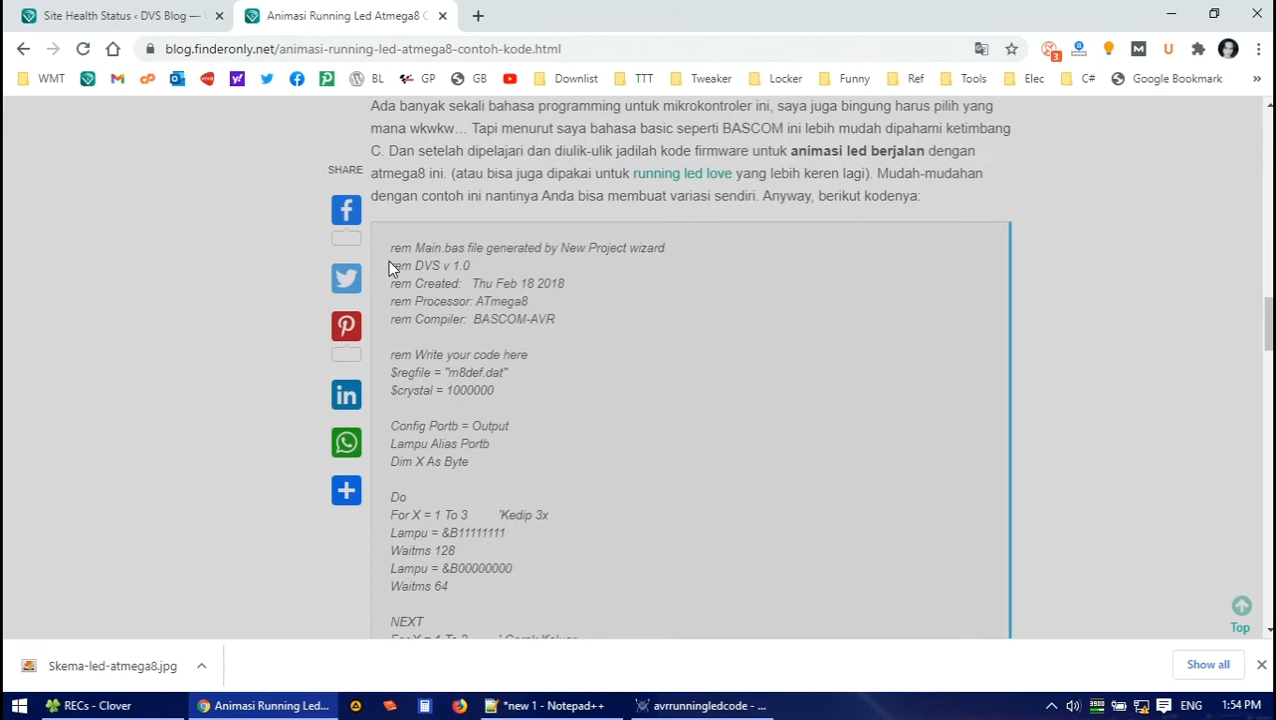 Site Health Status ‹ DVS Blog —
Animasi Running Led Atmega8 C
blog.finderonly.net/animasi-running-led-atmega8-contoh-kode.html
3
WMT
BL
GP
GB
Downlist
TTT
Tweaker
Locker
Funny
Ref
Tools
Elec
C#
Google Bookmark
»
Ada banyak sekali bahasa programming untuk mikrokontroler ini, saya juga bingung harus pilih yang
mana wkwkw… Tapi menurut saya bahasa basic seperti BASCOM ini lebih mudah dipahami ketimbang
C. Dan setelah dipelajari dan diulik-ulik jadilah kode firmware untuk animasi led berjalan dengan
atmega8 ini. (atau bisa juga dipakai untuk running led love yang lebih keren lagi). Mudah-mudahan
dengan contoh ini nantinya Anda bisa membuat variasi sendiri. Anyway, berikut kodenya:
SHARE
rem Main.bas file generated by New Project wizard
rem DVS v 1.0
rem Created:   Thu Feb 18 2018
rem Processor: ATmega8
rem Compiler:  BASCOM-AVR
rem Write your code here
$regfile = "m8def.dat"
$crystal = 1000000
Config Portb = Output
Lampu Alias Portb
Dim X As Byte
Do
For X = 1 To 3        'Kedip 3x
Lampu = &B11111111
Waitms 128
Lampu = &B00000000
Waitms 64
NEXT
For X = 1 To 3        ' Gerak Keluar
Top
Skema-led-atmega8.jpg
Show all
RECs - Clover
Animasi Running Led...
*new 1 - Notepad++
avrrunningledcode - ...
ENG
1:54 PM